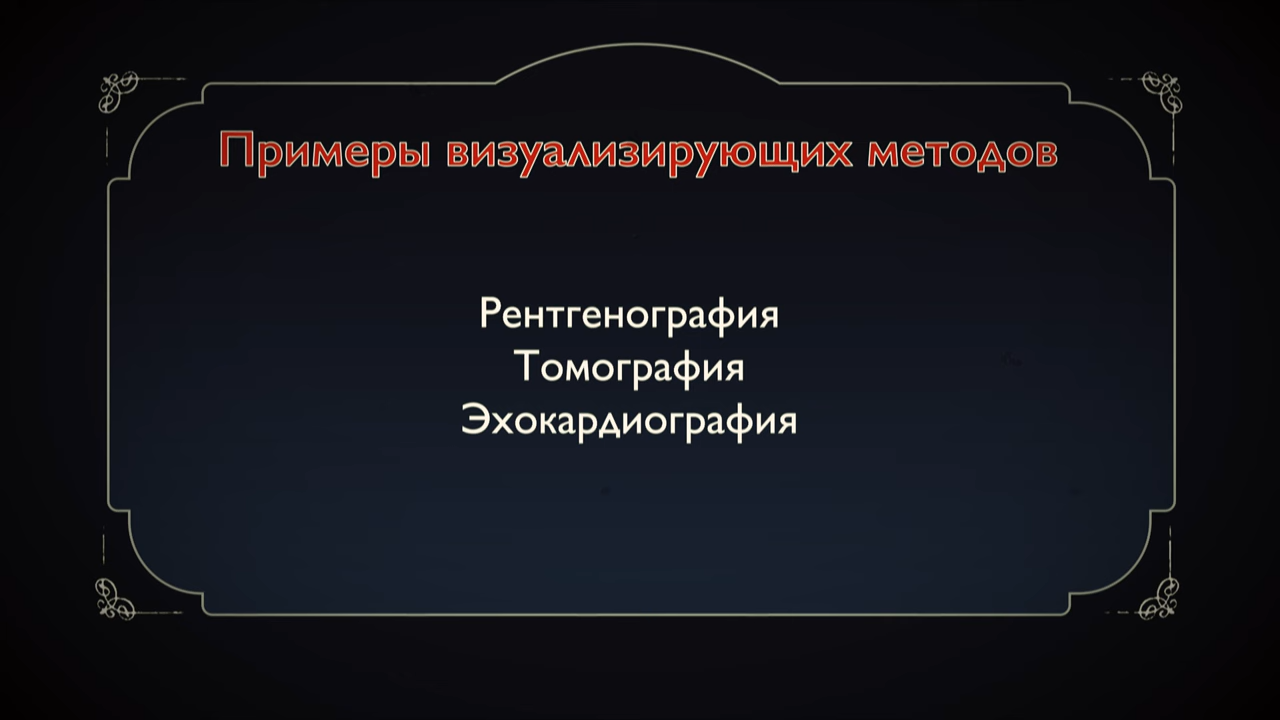 Примеры визуализирующих методов
Рентгенография
Томография
Эхокардиография